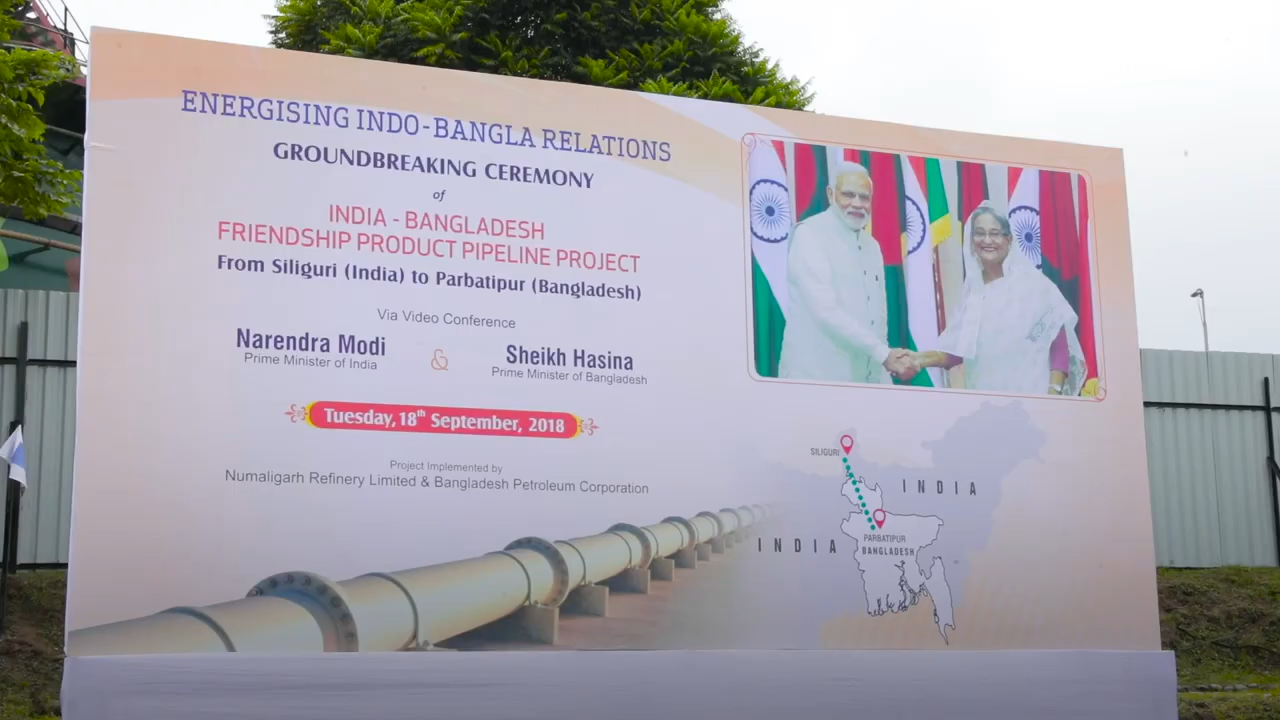 ENERGISING INDO-BANGLA RELATIONS
GROUNDBREAKING CEREMONY
of
INDIA - BANGLADESH
FRIENDSHIP PRODUCT PIPELINE PROJECT
From Siliguri (India) to Parbatipur (Bangladesh)
Via Video Conference
Narendra Modi
Prime Minister of India
&
Sheikh Hasina
Prime Minister of Bangladesh
Tuesday, 18th September, 2018
Project Implemented by
Numaligarh Refinery Limited & Bangladesh Petroleum Corporation
SILIGURI
INDIA
INDIA
PARBATIPUR
BANGLADESH